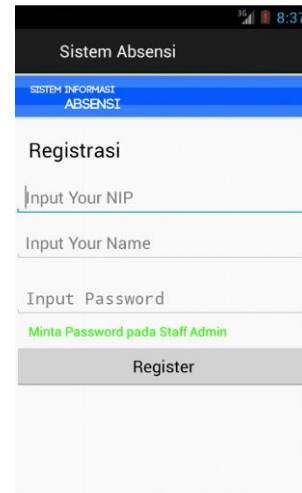 3G 8:37
Sistem Absensi
SISTEM INFORMASI
ABSENSI
Registrasi
Input Your NIP
Input Your Name
Input Password
Minta Password pada Staff Admin
Register